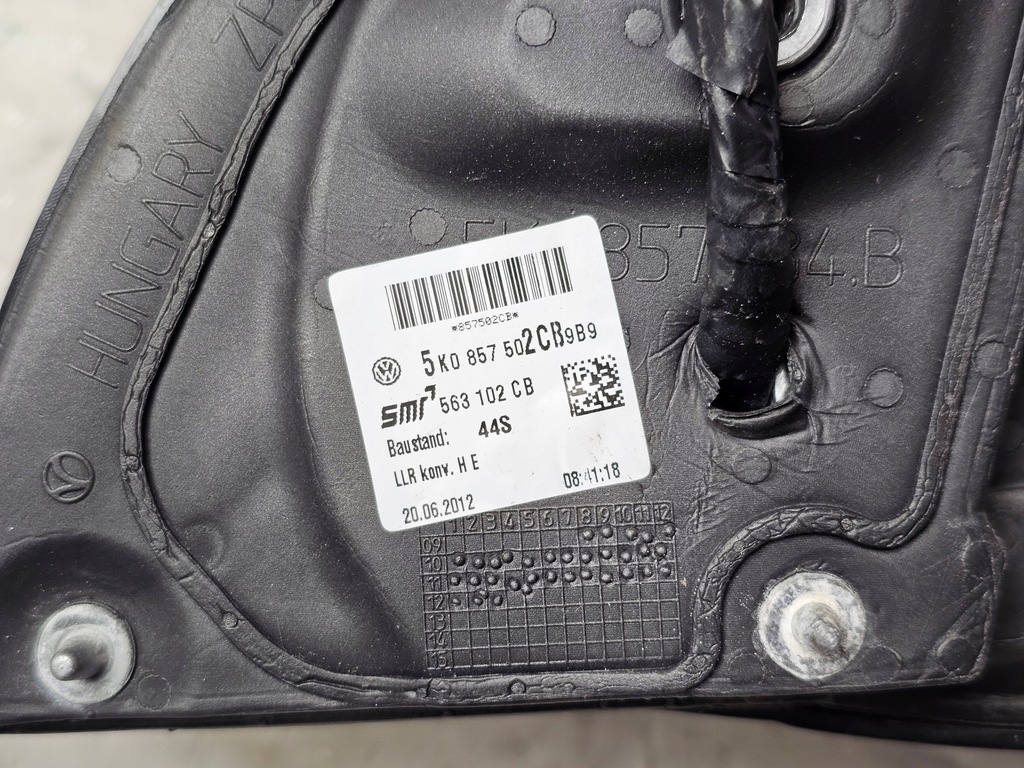 HUNGARY ZP
857 84.B
*857502CB*
5K0 857 502CB9B9
smr 563 102 CB
Baustand: 44S
LLR konv. H E
20.06.2012 08:41:18
1 2 3 4 5 6 7 8 9 10 11 12
09
10
11
12
13
14
15